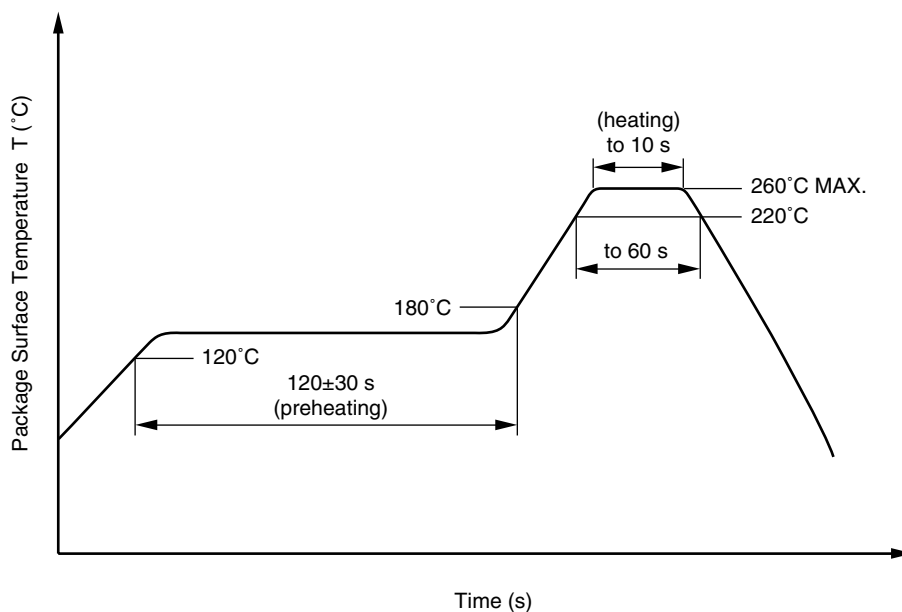 Package Surface Temperature T (˚C)
(heating)
to 10 s
260˚C MAX.
220˚C
to 60 s
180˚C
120˚C
120±30 s
(preheating)
Time (s)